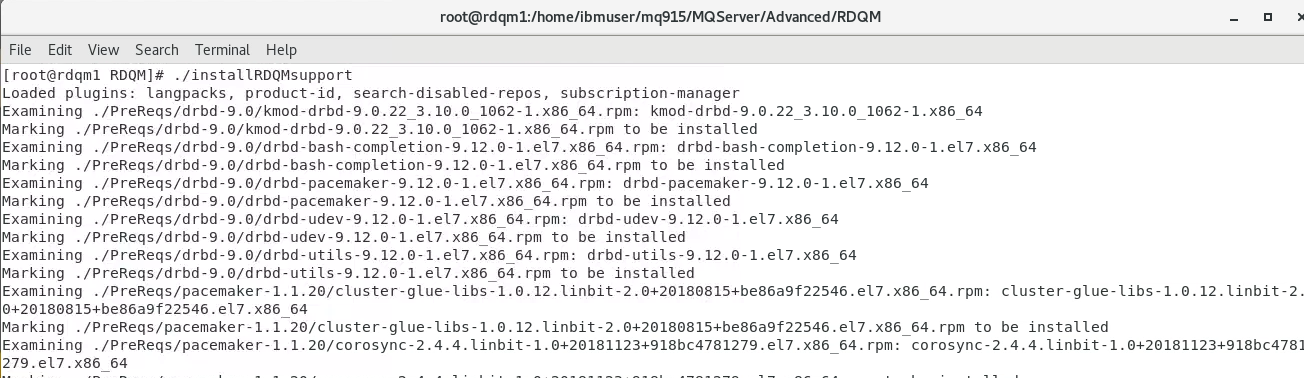 root@rdqm1:/home/ibmuser/mq915/MQServer/Advanced/RDQM
File Edit View Search Terminal Help
[root@rdqm1 RDQM]# ./installRDQMsupport
Loaded plugins: langpacks, product-id, search-disabled-repos, subscription-manager
Examining ./PreReqs/drbd-9.0/kmod-drbd-9.0.22_3.10.0_1062-1.x86_64.rpm: kmod-drbd-9.0.22_3.10.0_1062-1.x86_64
Marking ./PreReqs/drbd-9.0/kmod-drbd-9.0.22_3.10.0_1062-1.x86_64.rpm to be installed
Examining ./PreReqs/drbd-9.0/drbd-bash-completion-9.12.0-1.el7.x86_64.rpm: drbd-bash-completion-9.12.0-1.el7.x86_64
Marking ./PreReqs/drbd-9.0/drbd-bash-completion-9.12.0-1.el7.x86_64.rpm to be installed
Examining ./PreReqs/drbd-9.0/drbd-pacemaker-9.12.0-1.el7.x86_64.rpm: drbd-pacemaker-9.12.0-1.el7.x86_64
Marking ./PreReqs/drbd-9.0/drbd-pacemaker-9.12.0-1.el7.x86_64.rpm to be installed
Examining ./PreReqs/drbd-9.0/drbd-udev-9.12.0-1.el7.x86_64.rpm: drbd-udev-9.12.0-1.el7.x86_64
Marking ./PreReqs/drbd-9.0/drbd-udev-9.12.0-1.el7.x86_64.rpm to be installed
Examining ./PreReqs/drbd-9.0/drbd-utils-9.12.0-1.el7.x86_64.rpm: drbd-utils-9.12.0-1.el7.x86_64
Marking ./PreReqs/drbd-9.0/drbd-utils-9.12.0-1.el7.x86_64.rpm to be installed
Examining ./PreReqs/pacemaker-1.1.20/cluster-glue-libs-1.0.12.linbit-2.0+20180815+be86a9f22546.el7.x86_64.rpm: cluster-glue-libs-1.0.12.linbit-2.
0+20180815+be86a9f22546.el7.x86_64
Marking ./PreReqs/pacemaker-1.1.20/cluster-glue-libs-1.0.12.linbit-2.0+20180815+be86a9f22546.el7.x86_64.rpm to be installed
Examining ./PreReqs/pacemaker-1.1.20/corosync-2.4.4.linbit-1.0+20181123+918bc4781279.el7.x86_64.rpm: corosync-2.4.4.linbit-1.0+20181123+918bc4781
279.el7.x86_64